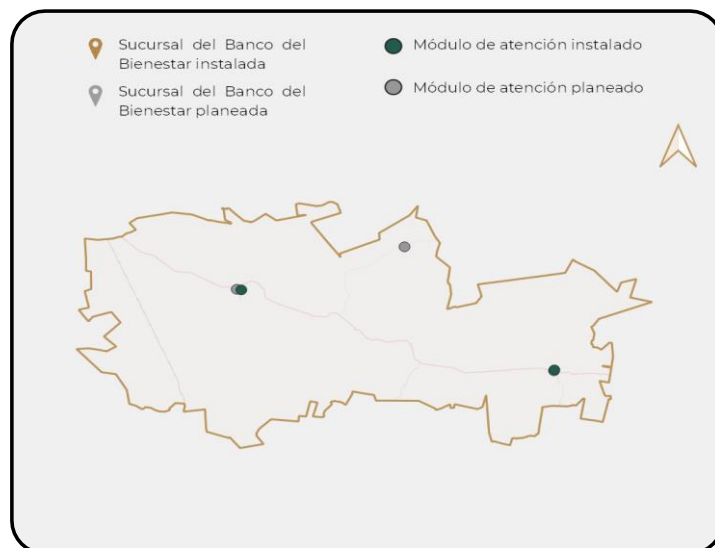 Sucursal del Banco del
Bienestar instalada
Sucursal del Banco del
Bienestar planeada
Módulo de atención instalado
Módulo de atención planeado